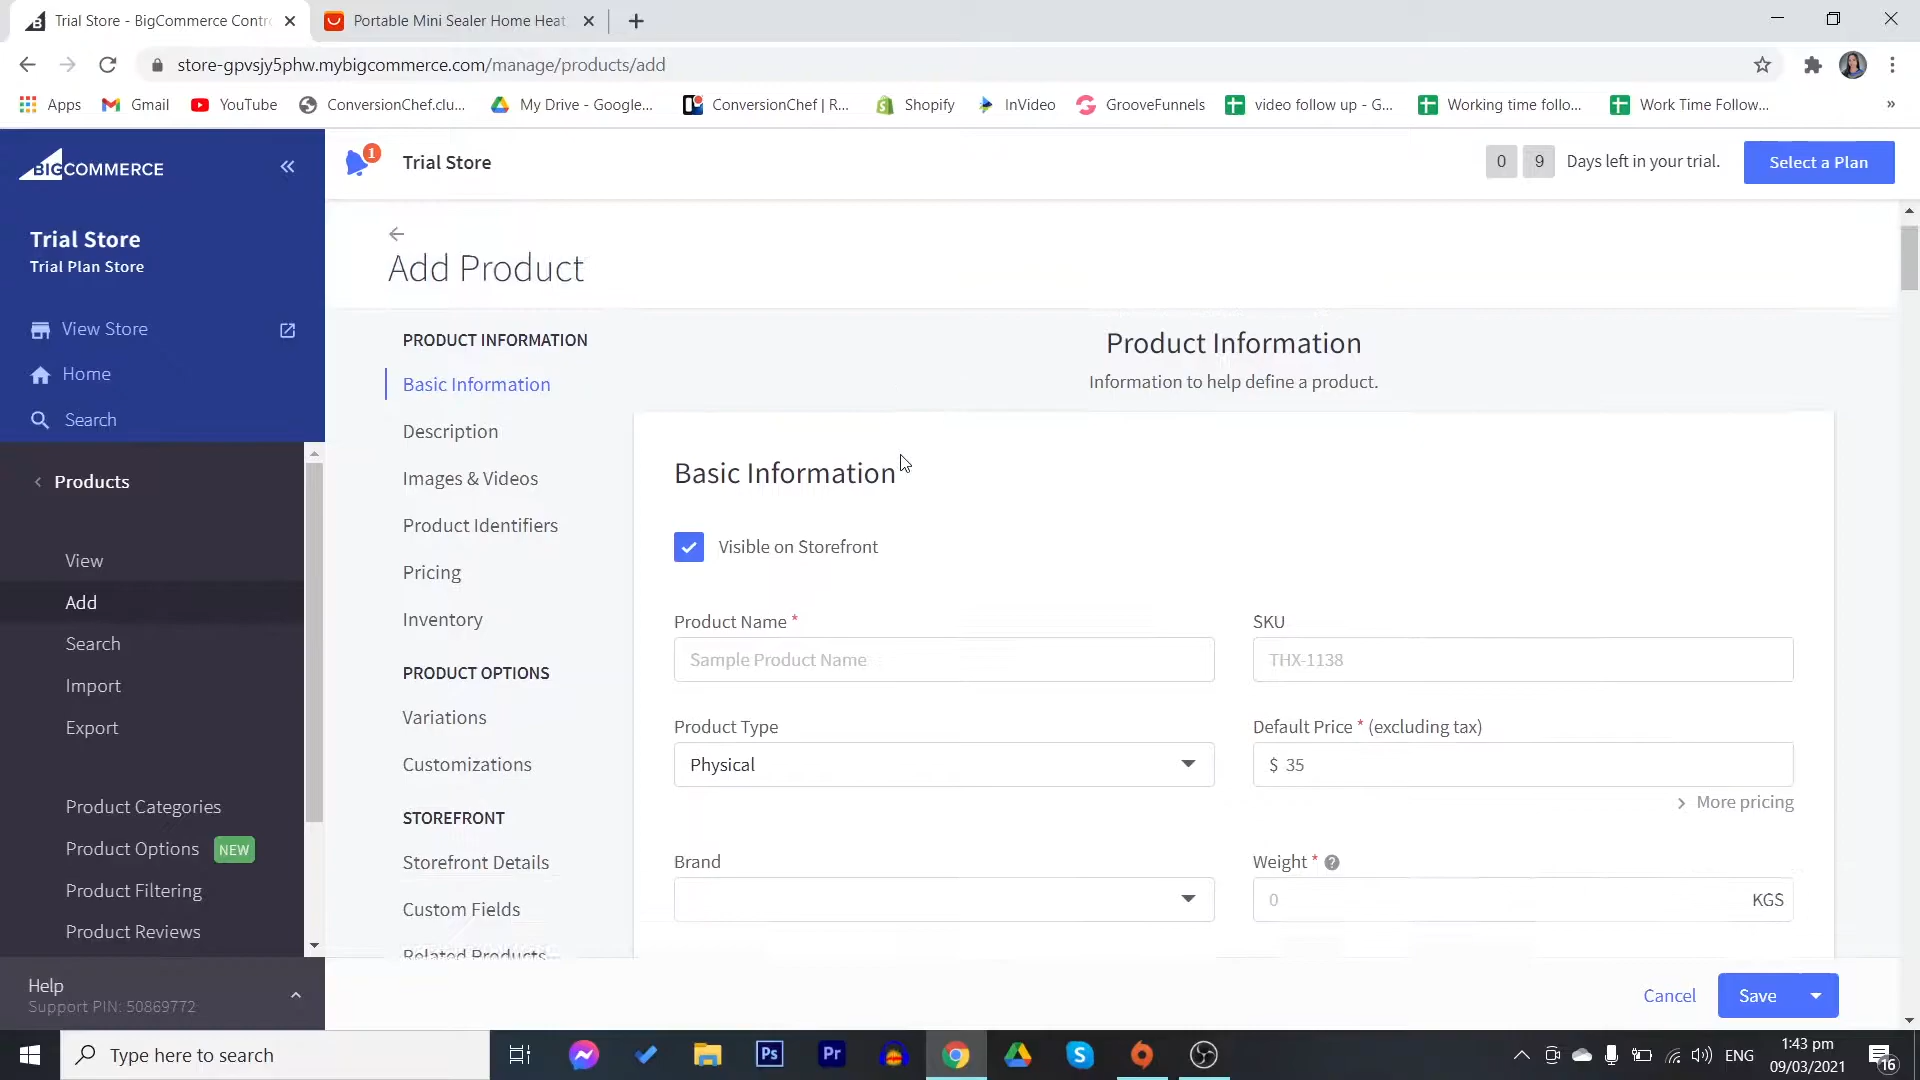 Trial Store - BigCommerce Contr
Portable Mini Sealer Home Heat
store-gpvsjy5phw.mybigcommerce.com/manage/products/add
Apps
Gmail
YouTube
ConversionChef.clu...
My Drive - Google...
ConversionChef | R...
Shopify
InVideo
GrooveFunnels
video follow up - G...
Working time follo...
Work Time Follow...
BIGCOMMERCE
1
Trial Store
0 9 Days left in your trial.
Select a Plan
Trial Store
Trial Plan Store
View Store
Home
Search
Products
View
Add
Search
Import
Export
Product Categories
Product Options NEW
Product Filtering
Product Reviews
Help
Support PIN: 50869772
Add Product
PRODUCT INFORMATION
Basic Information
Description
Images & Videos
Product Identifiers
Pricing
Inventory
PRODUCT OPTIONS
Variations
Customizations
STOREFRONT
Storefront Details
Custom Fields
Related Products
Product Information
Information to help define a product.
Basic Information
Visible on Storefront
Product Name *
Sample Product Name
SKU
THX-1138
Product Type
Physical
Default Price * (excluding tax)
$ 35
More pricing
Brand
Weight *
0 KGS
Cancel
Save
Type here to search
Ps
Pr
ENG
1:43 pm
09/03/2021
16